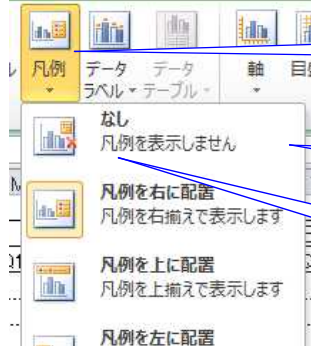 凡例 データ データ 軸 目
ラベル テーブル
なし
凡例を表示しません
凡例を右に配置
凡例を右揃えで表示します
凡例を上に配置
凡例を上揃えで表示します
凡例を左に配置